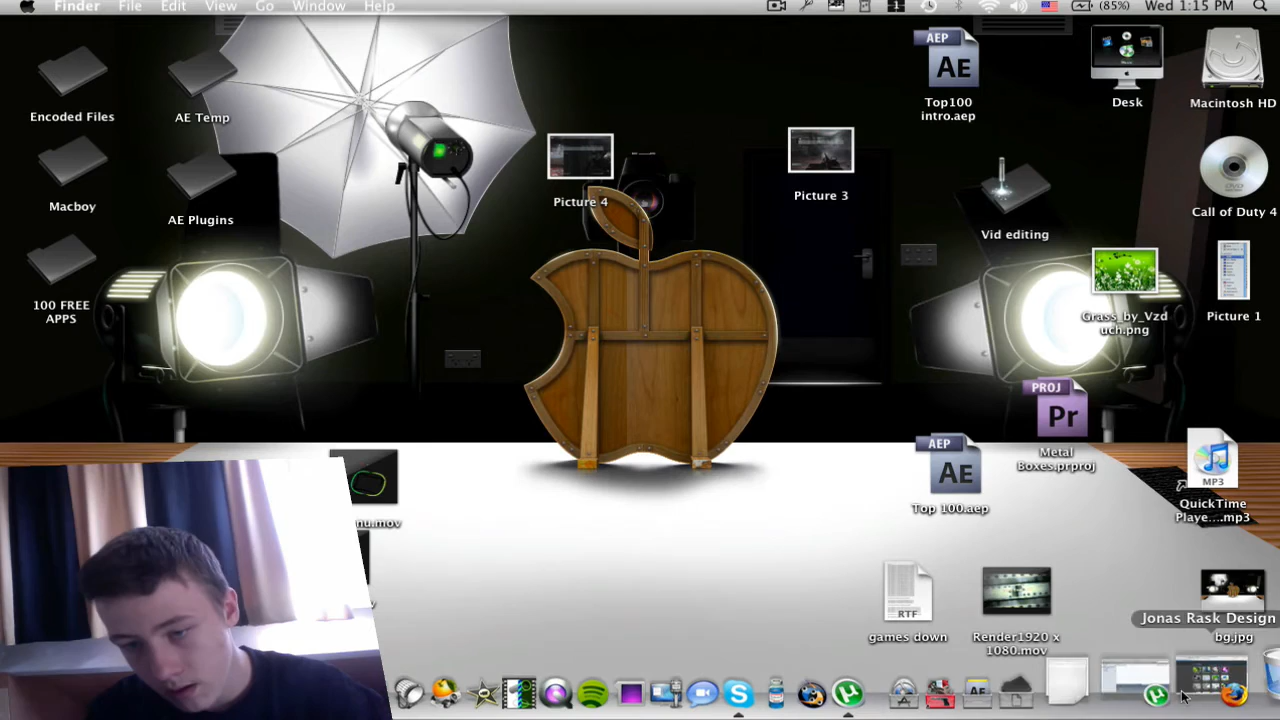 Finder File Edit View Go Window Help
1 (85%) Wed 1:15 PM
Encoded Files
AE Temp
Macboy
AE Plugins
100 FREE
APPS
Picture 4
Picture 3
AEP
AE
Top100
intro.aep
Desk
Macintosh HD
DVD
Call of Duty 4
Vid editing
Grass_by_Vzd
uch.png
Picture 1
PROJ
Pr
Metal
Boxes.prproj
AEP
AE
Top 100.aep
MP3
QuickTime
Playe....mp3
nu.mov
RTF
games down
Render1920 x
1080.mov
Jonas Rask Design
bg.jpg
AE